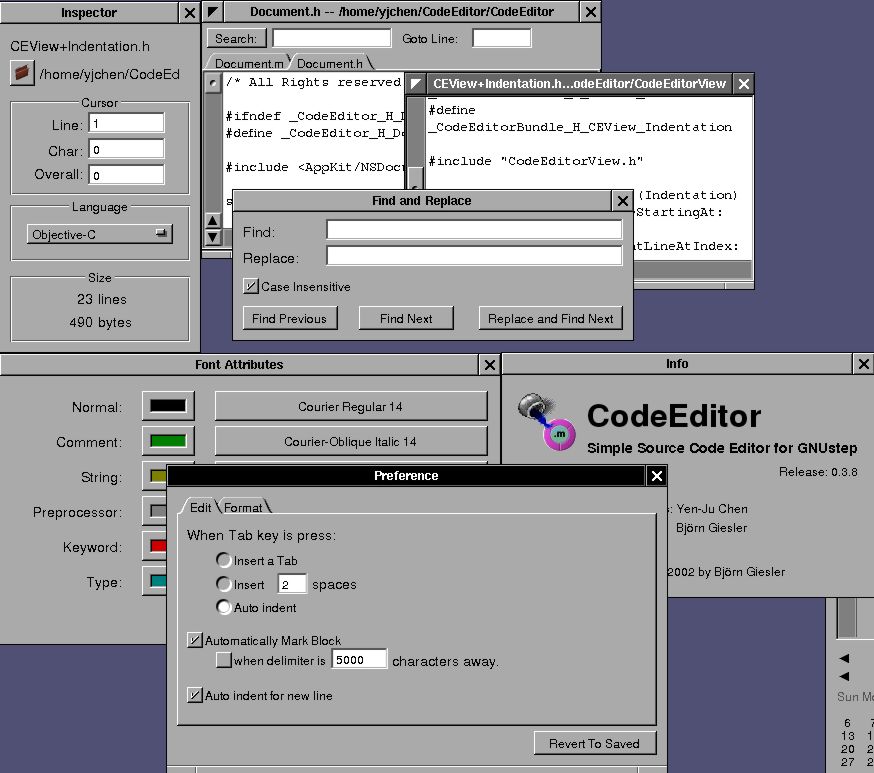 Inspector
CEView+Indentation.h
/home/yjchen/CodeEd
Cursor
Line: 1
Char: 0
Overall: 0
Language
Objective-C
Size
23 lines
490 bytes
Document.h -- /home/yjchen/CodeEditor/CodeEditor
Search:
Goto Line:
Document.m Document.h
/* All Rights reserved
#ifndef _CodeEditor_H_
#define _CodeEditor_H_D
#include <AppKit/NSDoc
CEView+Indentation.h...odeEditor/CodeEditorView
#define
_CodeEditorBundle_H_CEView_Indentation
#include "CodeEditorView.h"
(Indentation)
StartingAt:
tLineAtIndex:
Find and Replace
Find:
Replace:
Case Insensitive
Find Previous
Find Next
Replace and Find Next
Font Attributes
Normal: Courier Regular 14
Comment: Courier-Oblique Italic 14
String:
Preprocessor:
Keyword:
Type:
Info
CodeEditor
Simple Source Code Editor for GNUstep
Release: 0.3.8
s: Yen-Ju Chen
Björn Giesler
2002 by Björn Giesler
Preference
Edit Format
When Tab key is press:
Insert a Tab
Insert 2 spaces
Auto indent
Automatically Mark Block
when delimiter is 5000 characters away.
Auto indent for new line
Revert To Saved
Sun Mo
6 7
13 1
20 2
27 2